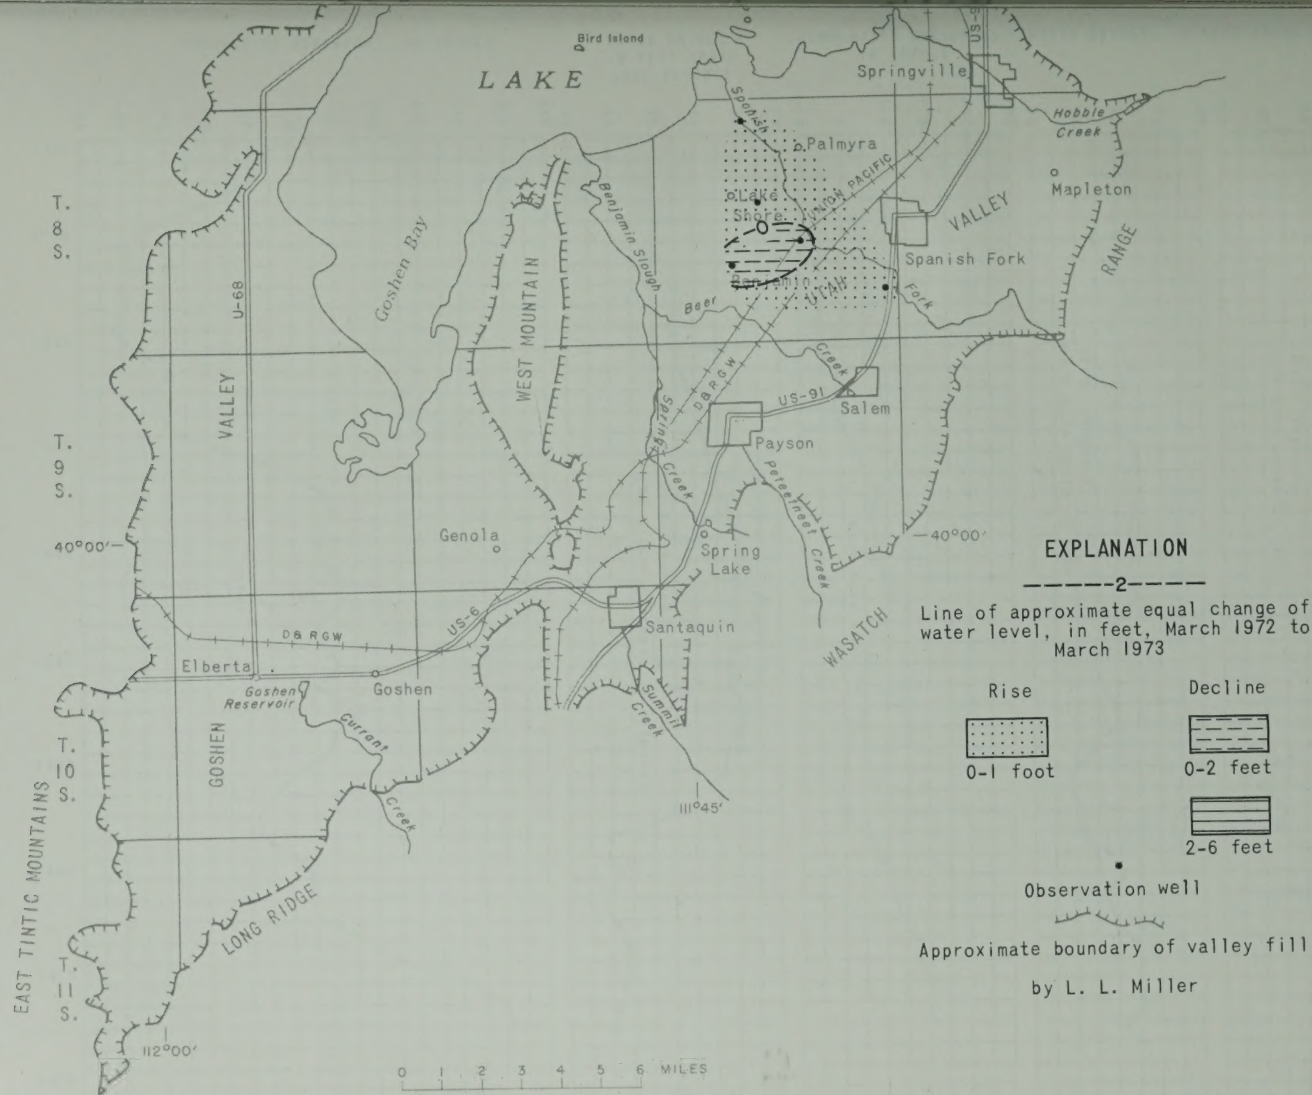 Bird Island
LAKE
US-9
Springville
Hobble
Creek
Spanish
Palmyra
UNION PACIFIC
Mapleton
T.
8
S.
Lake
Shore
VALLEY
Benjamin Slough
Goshen Bay
0
Spanish Fork
RANGE
WEST MOUNTAIN
Benjamin
UTAH
Fork
U-68
Beer
Creek
VALLEY
D&RGW
US-91
Salem
Spring
Payson
T.
9
S.
Creek
Peteetneet Creek
Genola
Spring
Lake
40°00'
40°00'
EXPLANATION
2
Line of approximate equal change of
water level, in feet, March 1972 to
March 1973
US-6
D&RGW
Santaquin
WASATCH
Elberta
Goshen
Reservoir
Goshen
Summit
Creek
Rise
Decline
0-1 foot
0-2 feet
2-6 feet
Currant
Creek
GOSHEN
T.
10
S.
111°45'
EAST TINTIC MOUNTAINS
LONG RIDGE
Observation well
Approximate boundary of valley fill
by L. L. Miller
T.
11
S.
112°00'
0 1 2 3 4 5 6 MILES